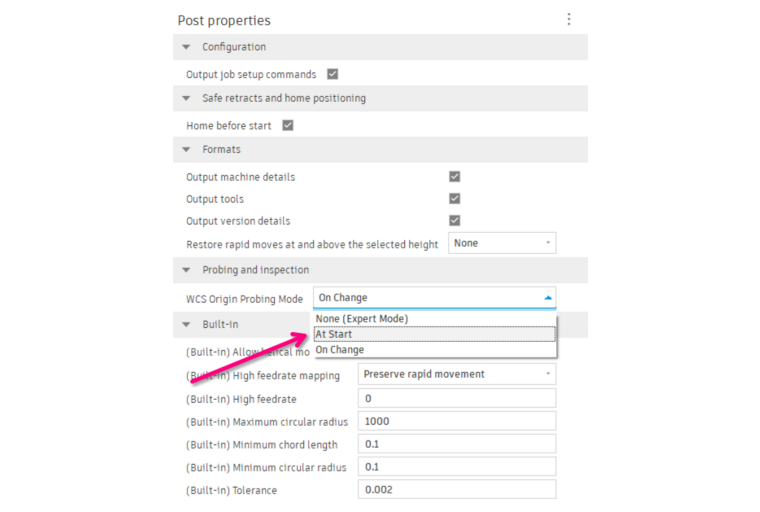 Post properties
Configuration
Output job setup commands
Safe retracts and home positioning
Home before start
Formats
Output machine details
Output tools
Output version details
Restore rapid moves at and above the selected height None
Probing and inspection
WCS Origin Probing Mode On Change
None (Expert Mode)
Built-in
At Start
On Change
(Built-in) Allow helical mo
(Built-in) High feedrate mapping Preserve rapid movement
(Built-in) High feedrate 0
(Built-in) Maximum circular radius 1000
(Built-in) Minimum chord length 0.1
(Built-in) Minimum circular radius 0.1
(Built-in) Tolerance 0.002